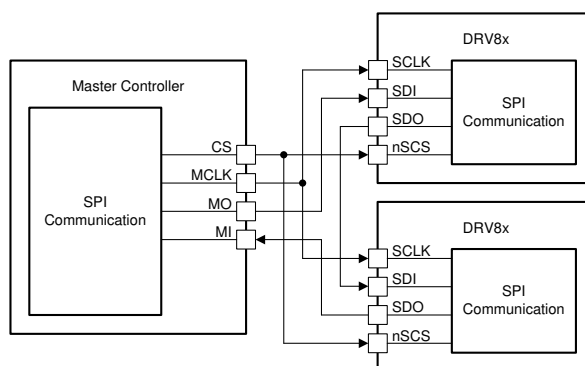 Master Controller
SPI
Communication
CS
MCLK
MO
MI
DRV8x
SCLK
SDI
SDO
nSCS
SPI
Communication
DRV8x
SCLK
SDI
SDO
nSCS
SPI
Communication